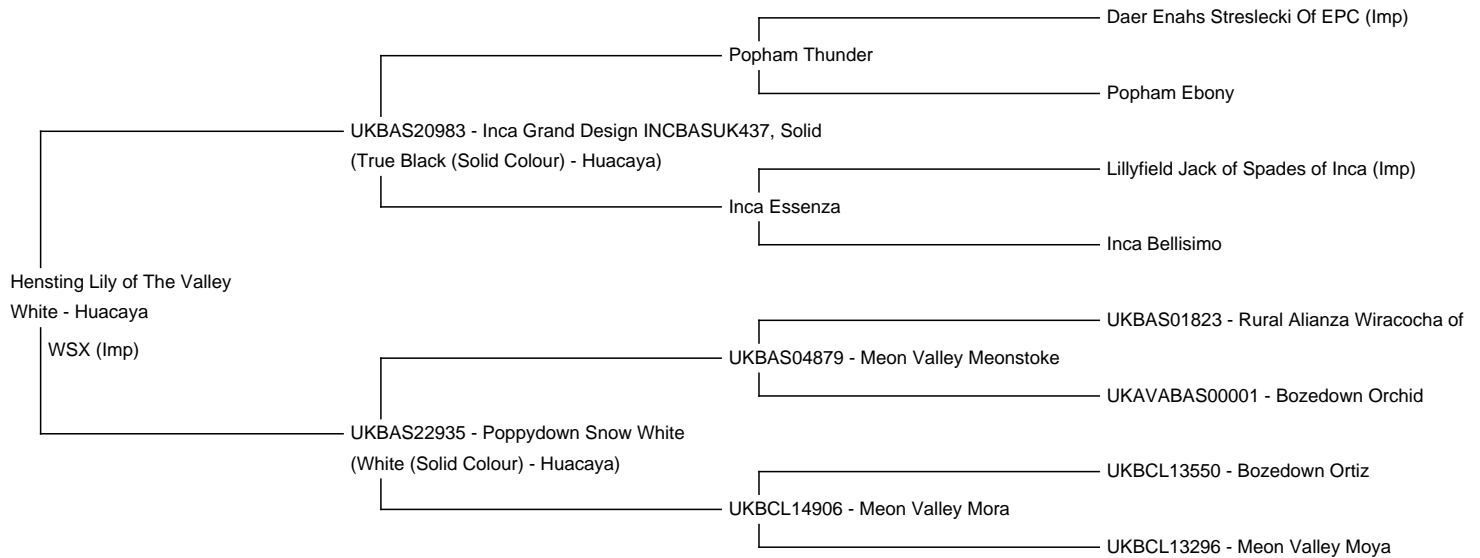 Daer Enahs Streslecki Of EPC (Imp)
Popham Thunder
Popham Ebony
UKBAS20983 - Inca Grand Design INCBASUK437, Solid
(True Black (Solid Colour) - Huacaya)
Lillyfield Jack of Spades of Inca (Imp)
Inca Essenza
Inca Bellisimo
Hensting Lily of The Valley
White - Huacaya
WSX (Imp)
UKBAS01823 - Rural Alianza Wiracocha of
UKBAS04879 - Meon Valley Meonstoke
UKAVABAS00001 - Bozedown Orchid
UKBAS22935 - Poppydown Snow White
(White (Solid Colour) - Huacaya)
UKBCL13550 - Bozedown Ortiz
UKBCL14906 - Meon Valley Mora
UKBCL13296 - Meon Valley Moya